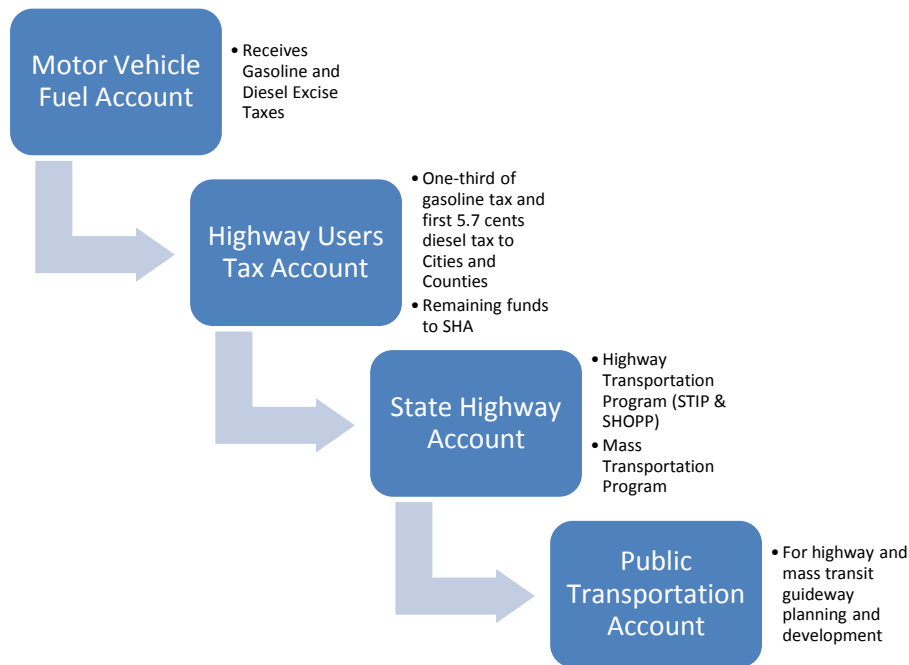 Motor Vehicle
Fuel Account
• Receives
Gasoline and
Diesel Excise
Taxes
Highway Users
Tax Account
• One-third of
gasoline tax and
first 5.7 cents
diesel tax to
Cities and
Counties
• Remaining funds
to SHA
State Highway
Account
• Highway
Transportation
Program (STIP &
SHOPP)
• Mass
Transportation
Program
Public
Transportation
Account
• For highway and
mass transit
guideway
planning and
development